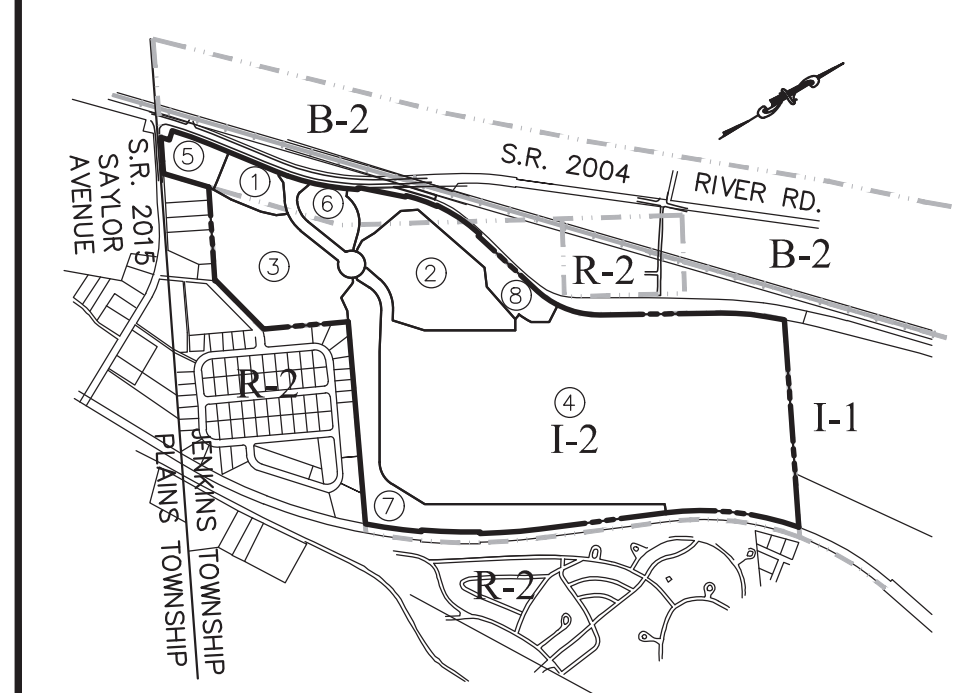 B-2
S.R. 2004
RIVER RD.
B-2
S.R. 2015
SAYLOR
AVENUE
5
1
6
3
2
8
R-2
R-2
4
I-2
I-1
7
JENKINS TOWNSHIP
PLAINS TOWNSHIP
R-2